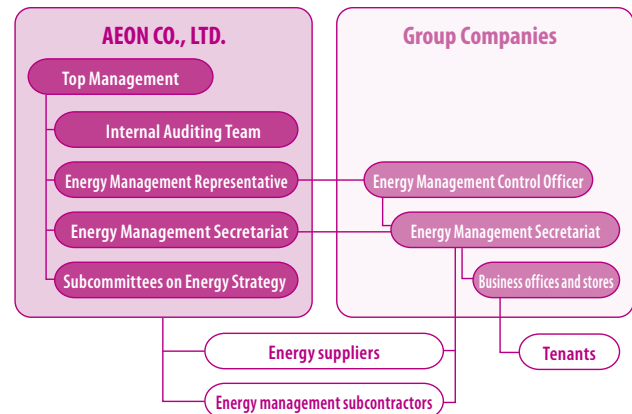 AEON CO., LTD.
Group Companies
Top Management
Internal Auditing Team
Energy Management Representative
Energy Management Control Officer
Energy Management Secretariat
Energy Management Secretariat
Subcommittees on Energy Strategy
Business offices and stores
Energy suppliers
Tenants
Energy management subcontractors